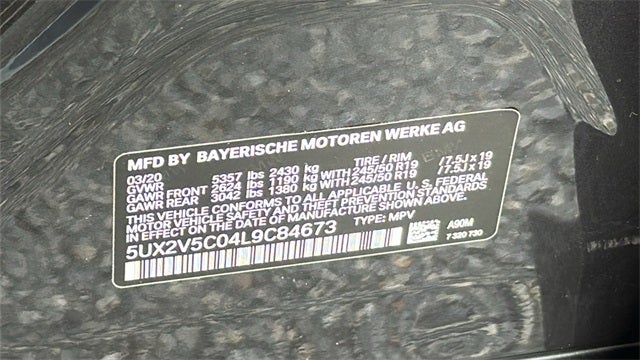 MFD BY BAYERISCHE MOTOREN WERKE AG
03/20 5357 lbs 2430 kg TIRE / RIM
GVWR
GAWR FRONT 2624 lbs 1190 kg WITH 245/50 R19 /7.5J x 19
GAWR REAR 3042 lbs 1380 kg WITH 245/50 R19 /7.5J x 19
THIS VEHICLE CONFORMS TO ALL APPLICABLE U. S. FEDERAL
MOTOR VEHICLE SAFETY AND THEFT PREVENTION STANDARDS
IN EFFECT ON THE DATE OF MANUFACTURE SHOWN ABOVE.
5UX2V5C04L9C84673 TYPE: MPV
A90M
7 320 730